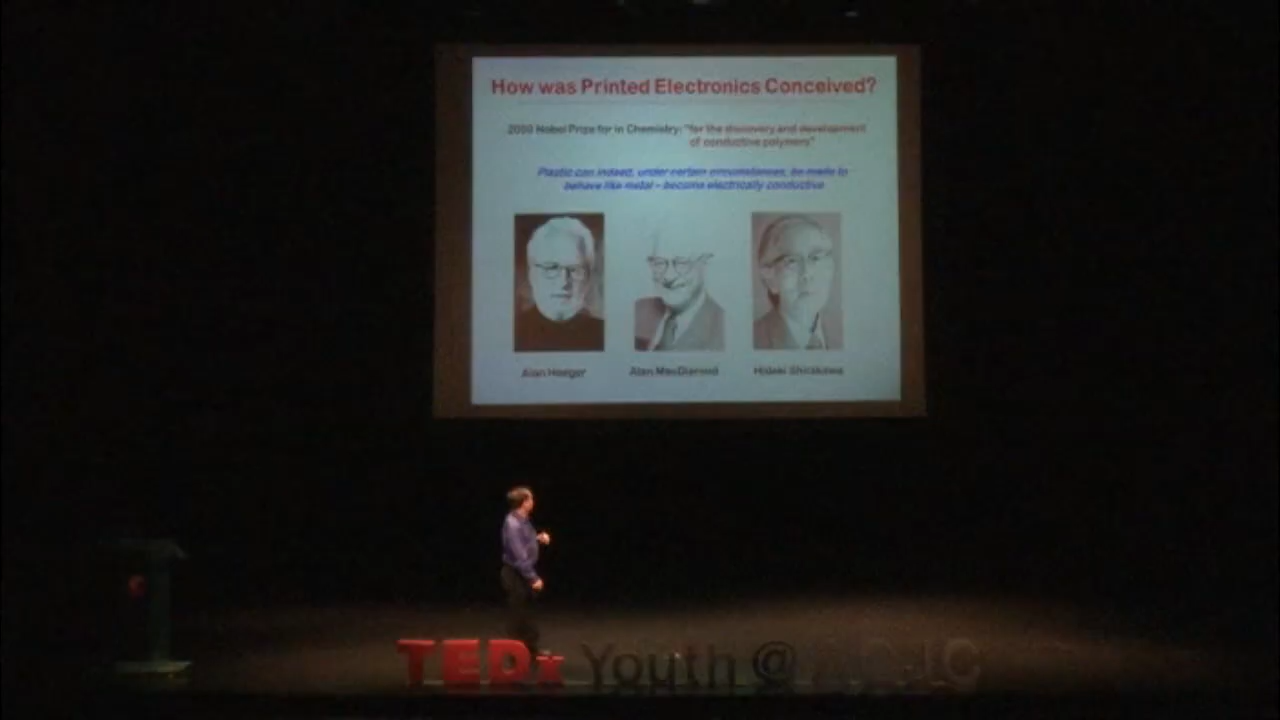 How was Printed Electronics Conceived?
2000 Nobel Prize for in Chemistry: "for the discovery and development
of conductive polymers"
Plastic can indeed, under certain circumstances, be made to
behave like metal - become electrically conductive
Alan Heeger
Alan MacDiarmid
Hideki Shirakawa
TEDx Youth @